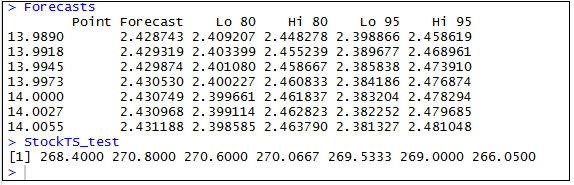 > Forecasts
Point Forecast Lo 80 Hi 80 Lo 95 Hi 95
13.9890 2.428743 2.409207 2.448278 2.398866 2.458619
13.9918 2.429319 2.403399 2.455239 2.389677 2.468961
13.9945 2.429874 2.401080 2.458667 2.385838 2.473910
13.9973 2.430530 2.400227 2.460833 2.384186 2.476874
14.0000 2.430749 2.399661 2.461837 2.383204 2.478294
14.0027 2.430968 2.399114 2.462823 2.382252 2.479685
14.0055 2.431188 2.398585 2.463790 2.381327 2.481048
> StockTS_test
[1] 268.4000 270.8000 270.6000 270.0667 269.5333 269.0000 266.0500
>